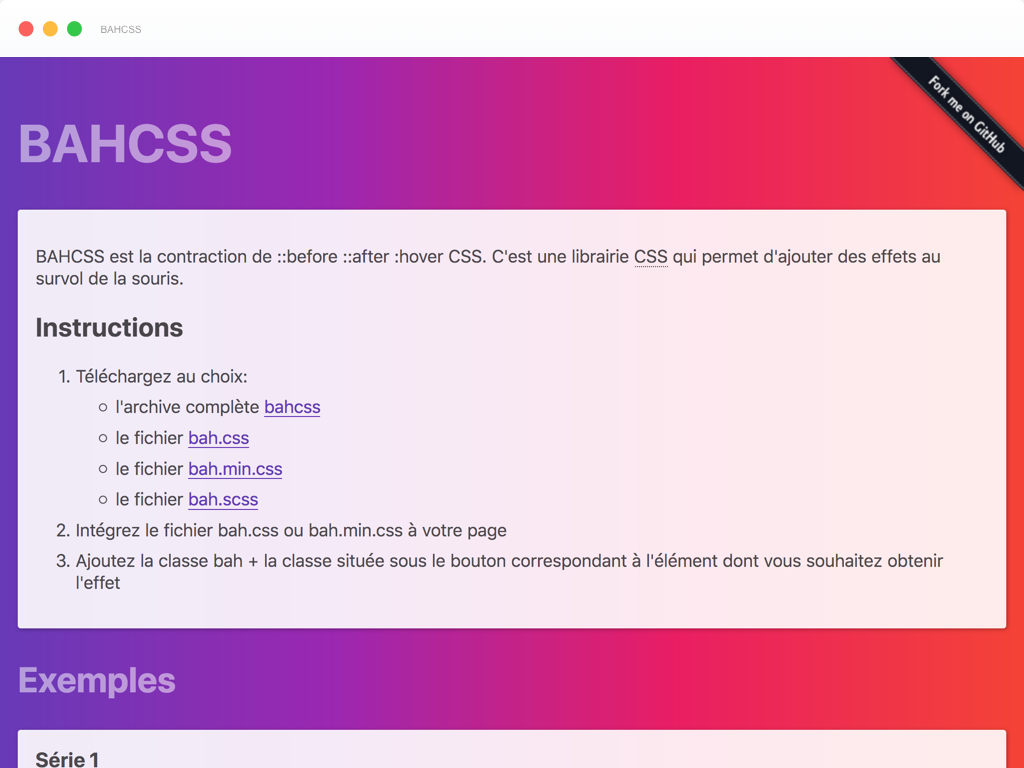 BAHCSS
Fork me on GitHub
BAHCSS
BAHCSS est la contraction de ::before ::after :hover CSS. C'est une librairie CSS qui permet d'ajouter des effets au
survol de la souris.
Instructions
1. Téléchargez au choix:
l'archive complète bahcss
le fichier bah.css
le fichier bah.min.css
le fichier bah.scss
2. Intégrez le fichier bah.css ou bah.min.css à votre page
3. Ajoutez la classe bah + la classe située sous le bouton correspondant à l'élément dont vous souhaitez obtenir
l'effet
Exemples
Série 1